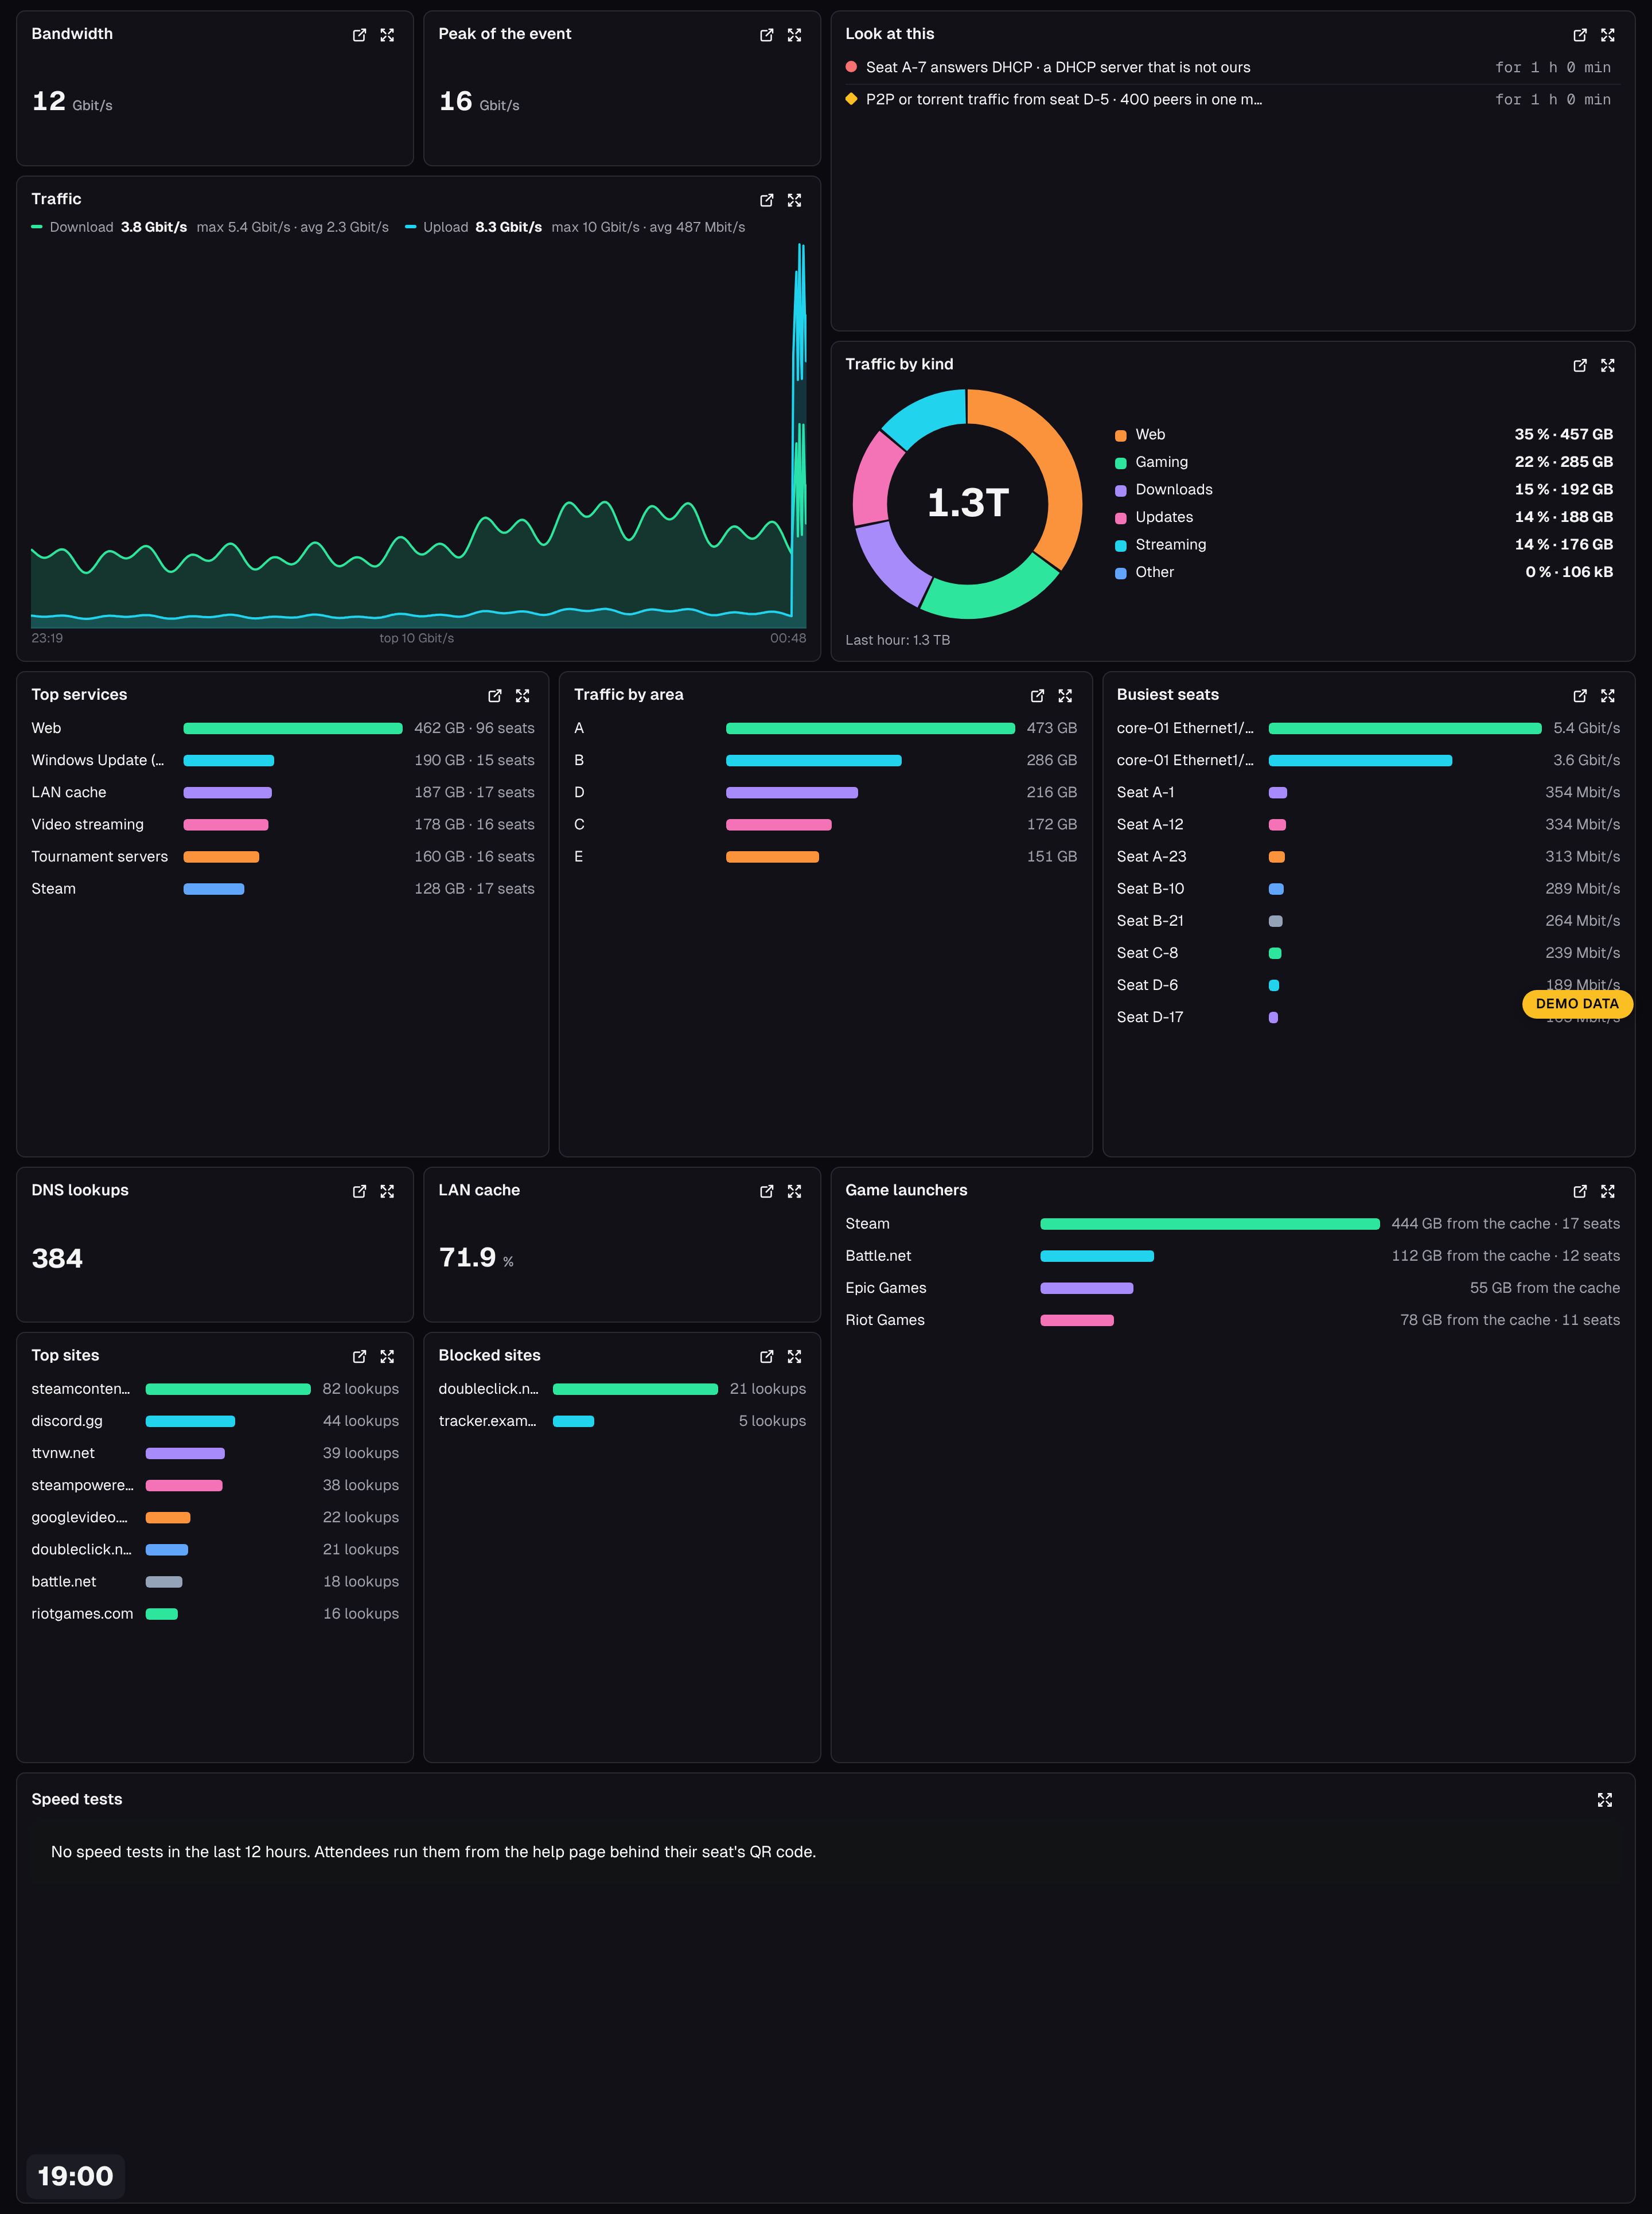 Bandwidth
12 Gbit/s
Peak of the event
16 Gbit/s
Look at this
Seat A-7 answers DHCP · a DHCP server that is not ours for 1 h 0 min
P2P or torrent traffic from seat D-5 · 400 peers in one m... for 1 h 0 min
Traffic
Download 3.8 Gbit/s max 5.4 Gbit/s · avg 2.3 Gbit/s Upload 8.3 Gbit/s max 10 Gbit/s · avg 487 Mbit/s
23:19 top 10 Gbit/s 00:48
Traffic by kind
1.3T
Web 35 % · 457 GB
Gaming 22 % · 285 GB
Downloads 15 % · 192 GB
Updates 14 % · 188 GB
Streaming 14 % · 176 GB
Other 0 % · 106 kB
Last hour: 1.3 TB
Top services
Web 462 GB · 96 seats
Windows Update (... 190 GB · 15 seats
LAN cache 187 GB · 17 seats
Video streaming 178 GB · 16 seats
Tournament servers 160 GB · 16 seats
Steam 128 GB · 17 seats
Traffic by area
A 473 GB
B 286 GB
D 216 GB
C 172 GB
E 151 GB
Busiest seats
core-01 Ethernet1/... 5.4 Gbit/s
core-01 Ethernet1/... 3.6 Gbit/s
Seat A-1 354 Mbit/s
Seat A-12 334 Mbit/s
Seat A-23 313 Mbit/s
Seat B-10 289 Mbit/s
Seat B-21 264 Mbit/s
Seat C-8 239 Mbit/s
Seat D-6 189 Mbit/s
DEMO DATA
Seat D-17
DNS lookups
384
LAN cache
71.9 %
Game launchers
Steam 444 GB from the cache · 17 seats
Battle.net 112 GB from the cache · 12 seats
Epic Games 55 GB from the cache
Riot Games 78 GB from the cache · 11 seats
Top sites
steamconten... 82 lookups
discord.gg 44 lookups
ttvnw.net 39 lookups
steampowere... 38 lookups
googlevideo.... 22 lookups
doubleclick.n... 21 lookups
battle.net 18 lookups
riotgames.com 16 lookups
Blocked sites
doubleclick.n... 21 lookups
tracker.exam... 5 lookups
Speed tests
No speed tests in the last 12 hours. Attendees run them from the help page behind their seat's QR code.
19:00